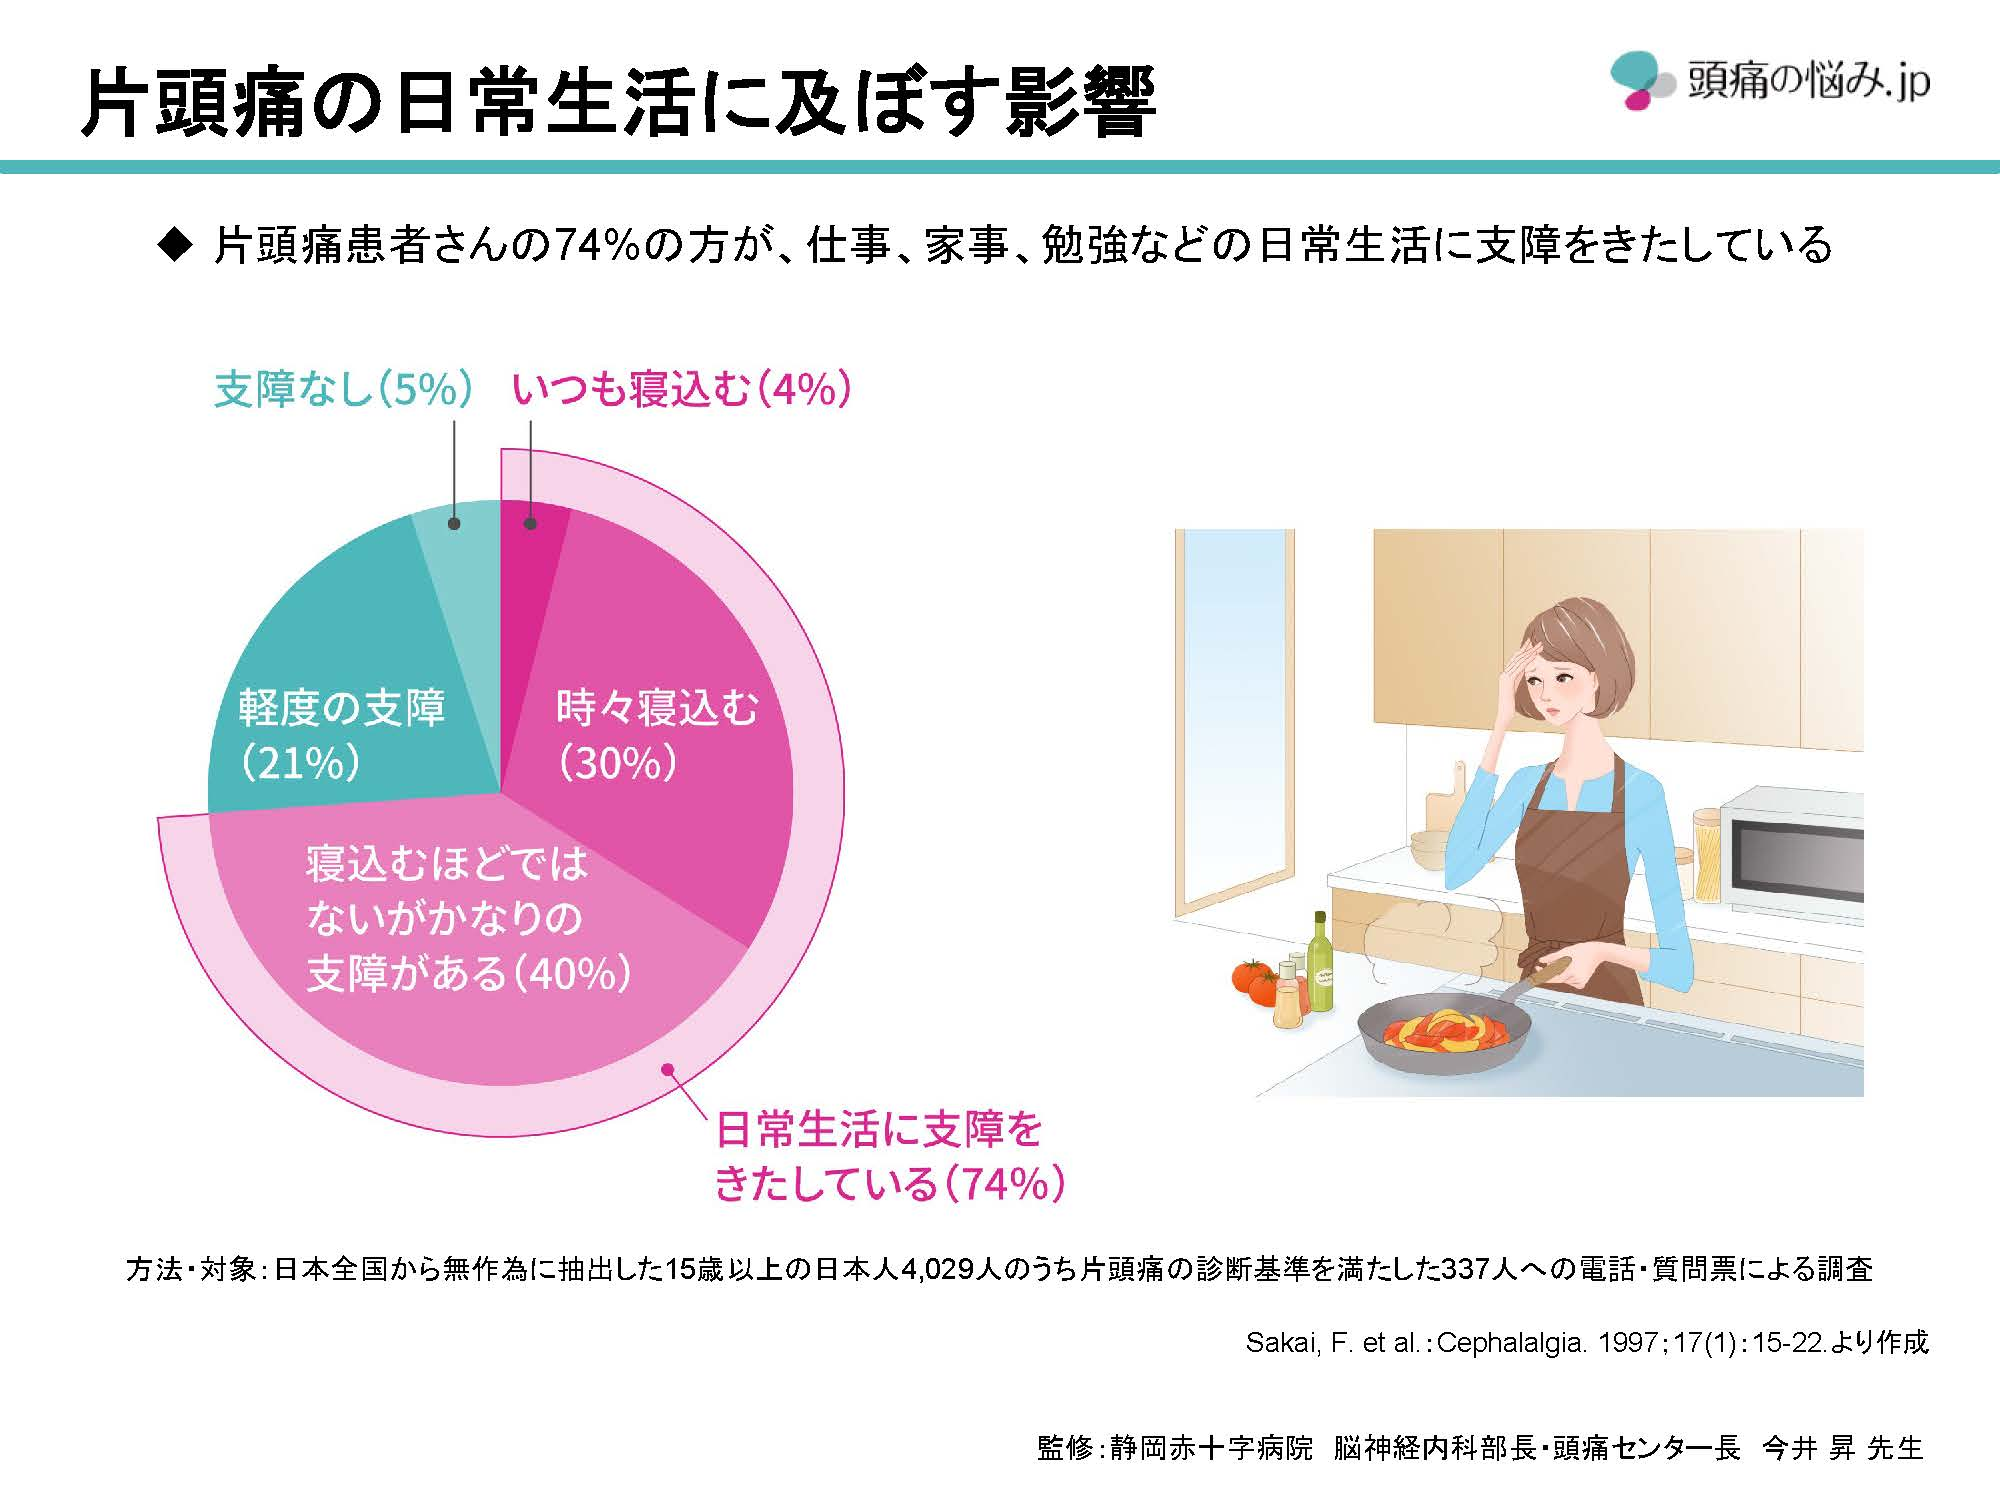 片頭痛の日常生活に及ぼす影響
頭痛の悩み.jp
◆ 片頭痛患者さんの74%の方が、仕事、家事、勉強などの日常生活に支障をきたしている
支障なし(5%)
いつも寝込む(4%)
軽度の支障
(21%)
時々寝込む
(30%)
寝込むほどでは
ないがかなりの
支障がある(40%)
日常生活に支障を
きたしている(74%)
方法・対象：日本全国から無作為に抽出した15歳以上の日本人4,029人のうち片頭痛の診断基準を満たした337人への電話・質問票による調査
Sakai, F. et al.：Cephalalgia. 1997；17(1)：15-22.より作成
監修：静岡赤十字病院　脳神経内科部長・頭痛センター長　今井 昇 先生